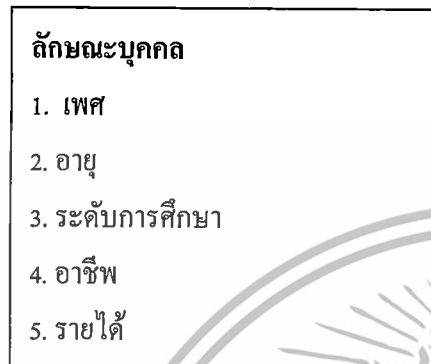 ลักษณะบุคคล
1. เพศ
2. อายุ
3. ระดับการศึกษา
4. อาชีพ
5. รายได้